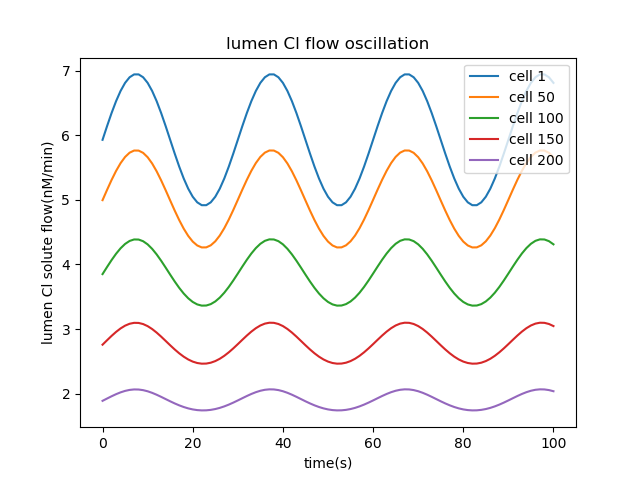 lumen Cl flow oscillation
lumen Cl solute flow(nM/min)
7
6
5
4
3
2
cell 1
cell 50
cell 100
cell 150
cell 200
0 20 40 60 80 100
time(s)